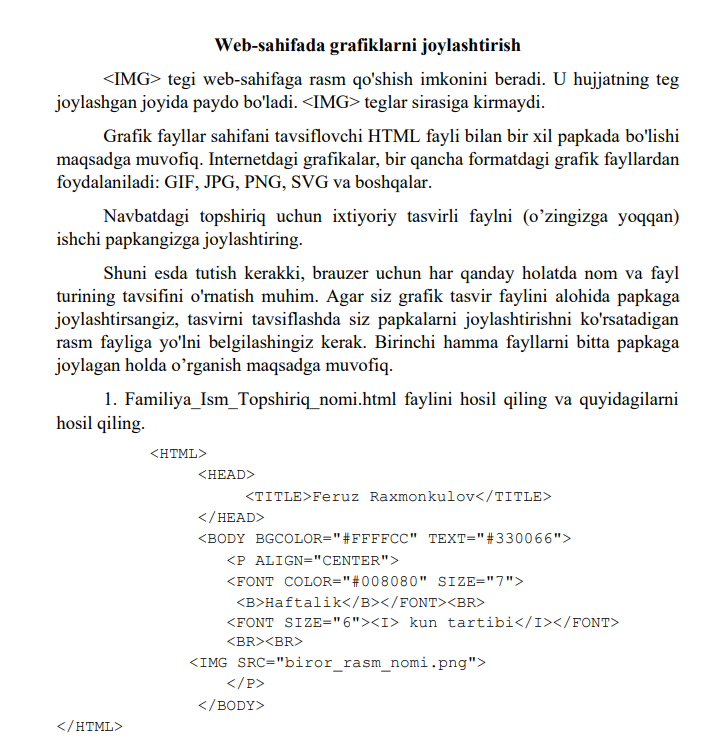 Web-sahifada grafiklarni joylashtirish
<IMG> tegi web-sahifaga rasm qo'shish imkonini beradi. U hujjatning teg
joylashgan joyida paydo bo'ladi. <IMG> teglar sirasiga kirmaydi.
Grafik fayllar sahifani tavsiflovchi HTML fayli bilan bir xil papkada bo'lishi
maqsadga muvofiq. Internetdagi grafikalar, bir qancha formatdagi grafik fayllardan
foydalaniladi: GIF, JPG, PNG, SVG va boshqalar.
Navbatdagi topshiriq uchun ixtiyoriy tasvirli faylni (o’zingizga yoqqan)
ishchi papkangizga joylashtiring.
Shuni esda tutish kerakki, brauzer uchun har qanday holatda nom va fayl
turining tavsifini o'rnatish muhim. Agar siz grafik tasvir faylini alohida papkaga
joylashtirsangiz, tasvirni tavsiflashda siz papkalarni joylashtirishni ko'rsatadigan
rasm fayliga yo'lni belgilashingiz kerak. Birinchi hamma fayllarni bitta papkaga
joylagan holda o’rganish maqsadga muvofiq.
1. Familiya_Ism_Topshiriq_nomi.html faylini hosil qiling va quyidagilarni
hosil qiling.
<HTML>
<HEAD>
<TITLE>Feruz Raxmonkulov</TITLE>
</HEAD>
<BODY BGCOLOR="#FFFFCC" TEXT="#330066">
<P ALIGN="CENTER">
<FONT COLOR="#008080" SIZE="7">
<B>Haftalik</B></FONT><BR>
<FONT SIZE="6"><I> kun tartibi</I></FONT>
<BR><BR>
<IMG SRC="biror_rasm_nomi.png">
</P>
</BODY>
</HTML>